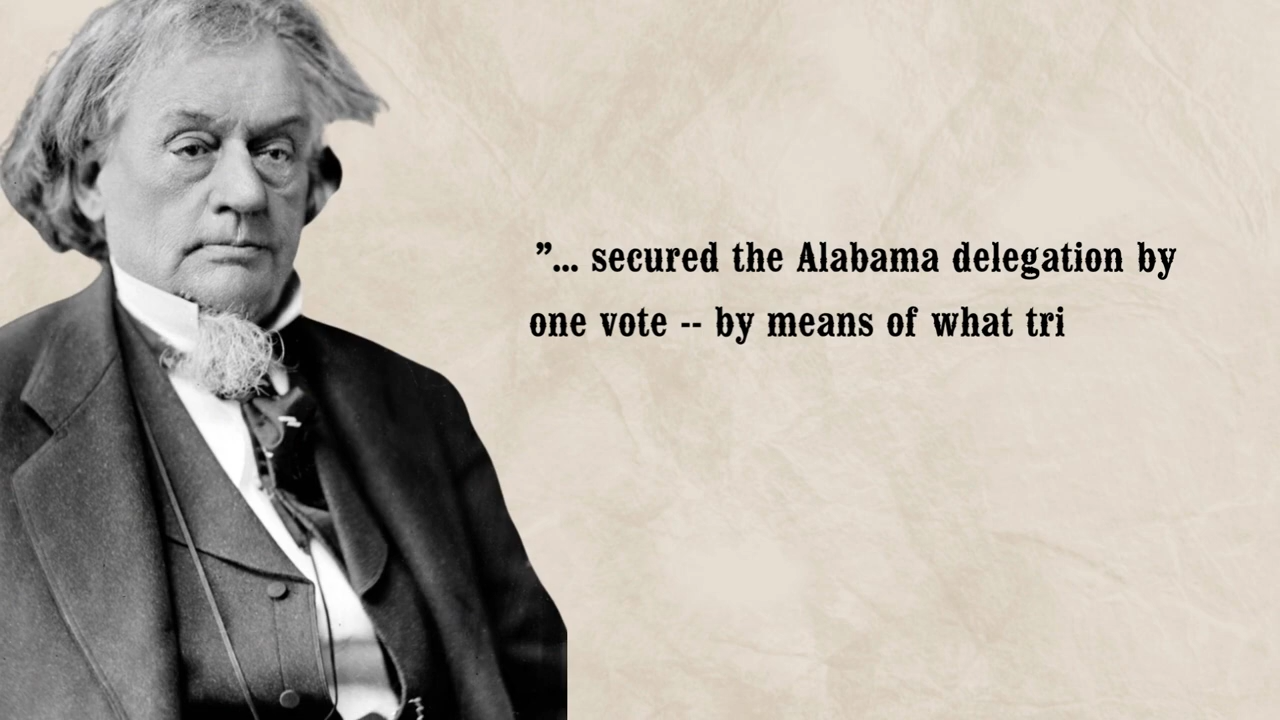 ”... secured the Alabama delegation by
one vote -- by means of what tri